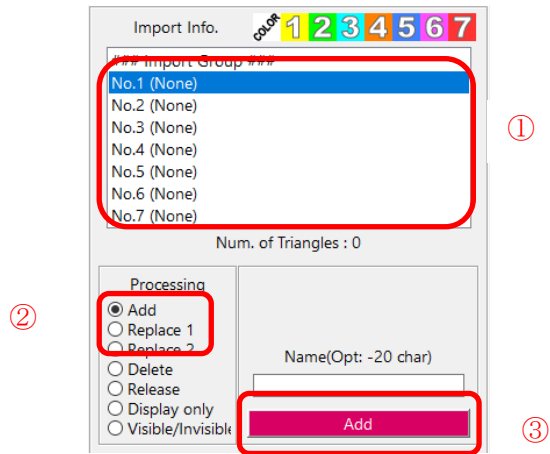 Import Info. COLOR 1 2 3 4 5 6 7
### Import Group ###
No.1 (None)
No.2 (None)
No.3 (None)
No.4 (None)
No.5 (None)
No.6 (None)
No.7 (None)
①
Num. of Triangles : 0
Processing
②
Add
Replace 1
Replace 2
Delete
Release
Display only
Visible/Invisible
Name(Opt: -20 char)
Add
③